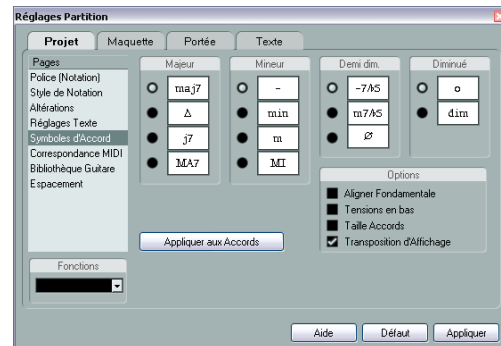 Réglages Partition
Projet
Maquette
Portée
Texte
Pages
Police (Notation)
Style de Notation
Altérations
Réglages Texte
Symboles d'Accord
Correspondance MIDI
Bibliothèque Guitare
Espacement
Fonctions
Majeur
maj7
Δ
j7
MA7
Mineur
-
min
m
MI
Demi dim.
-7/♭5
m7/♭5
Ø
Diminué
o
dim
Options
Aligner Fondamentale
Tensions en bas
Taille Accords
Transposition d'Affichage
Appliquer aux Accords
Aide
Défaut
Appliquer